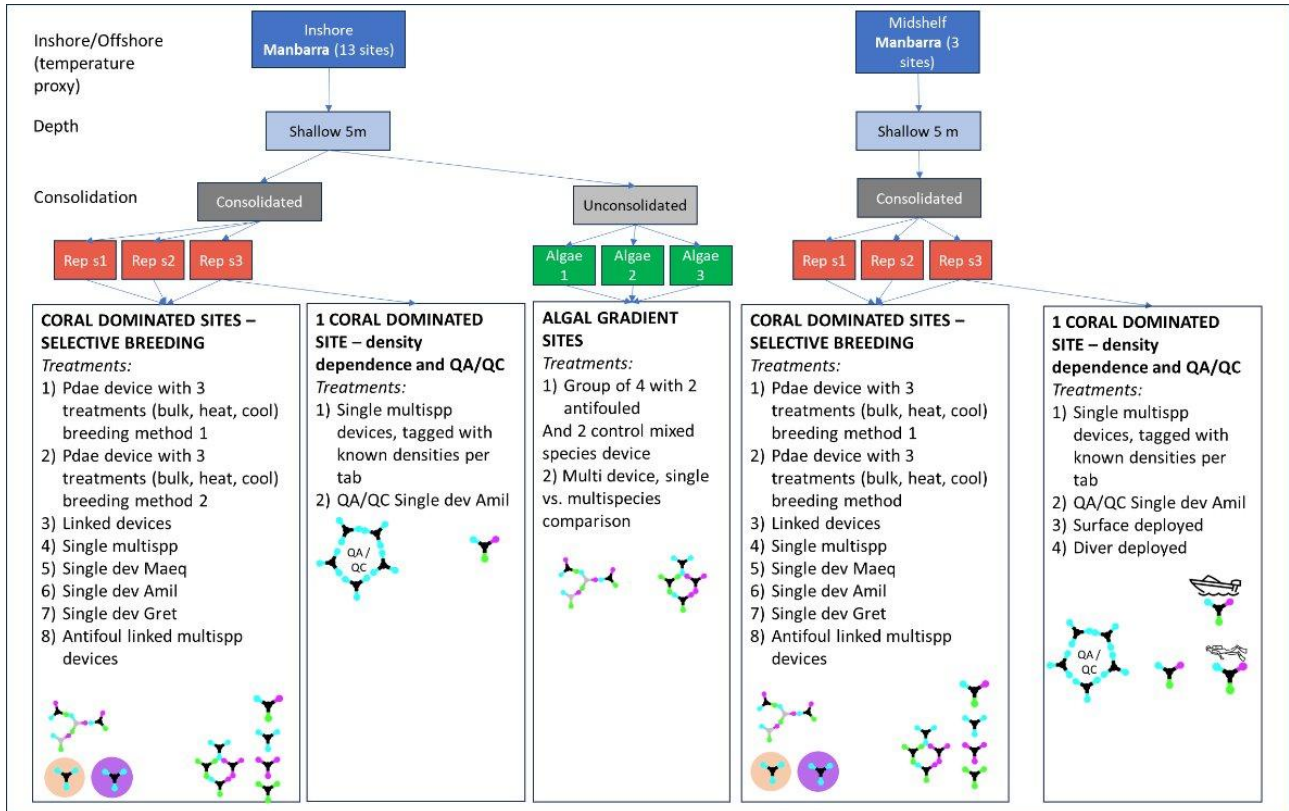 Inshore/Offshore
(temperature
proxy)
Inshore
Manbarra (13 sites)
Midshelf
Manbarra (3
sites)
Depth
Shallow 5m
Shallow 5 m
Consolidation
Consolidated
Unconsolidated
Consolidated
Rep s1
Rep s2
Rep s3
Algae
1
Algae
2
Algae
3
Rep s1
Rep s2
Rep s3
CORAL DOMINATED SITES –
SELECTIVE BREEDING
Treatments:
1) Pdae device with 3
treatments (bulk, heat, cool)
breeding method 1
2) Pdae device with 3
treatments (bulk, heat, cool)
breeding method 2
3) Linked devices
4) Single multispp
5) Single dev Maeq
6) Single dev Amil
7) Single dev Gret
8) Antifoul linked multispp
devices
1 CORAL DOMINATED
SITE – density
dependence and QA/QC
Treatments:
1) Single multispp
devices, tagged with
known densities per
tab
2) QA/QC Single dev Amil
QA /
QC
ALGAL GRADIENT
SITES
Treatments:
1) Group of 4 with 2
antifouled
And 2 control mixed
species device
2) Multi device, single
vs. multispecies
comparison
CORAL DOMINATED SITES –
SELECTIVE BREEDING
Treatments:
1) Pdae device with 3
treatments (bulk, heat, cool)
breeding method 1
2) Pdae device with 3
treatments (bulk, heat, cool)
breeding method
3) Linked devices
4) Single multispp
5) Single dev Maeq
6) Single dev Amil
7) Single dev Gret
8) Antifoul linked multispp
devices
1 CORAL DOMINATED
SITE – density
dependence and QA/QC
Treatments:
1) Single multispp
devices, tagged with
known densities per
tab
2) QA/QC Single dev Amil
3) Surface deployed
4) Diver deployed
QA /
QC